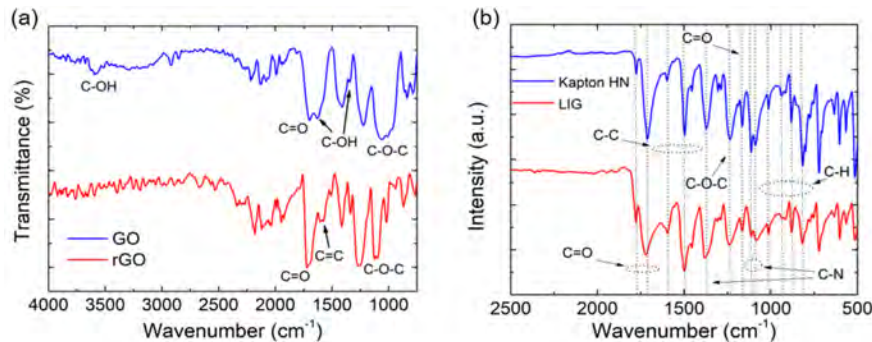 (a)
Transmittance (%)
C-OH
C=O
C-OH
C-O-C
GO
rGO
C=O
C=C
C-O-C
4000 3500 3000 2500 2000 1500 1000
Wavenumber (cm⁻¹)
(b)
Intensity (a.u.)
C=O
Kapton HN
LIG
C-C
C-O-C
C-H
C=O
C-N
2500 2000 1500 1000 500
Wavenumber (cm⁻¹)